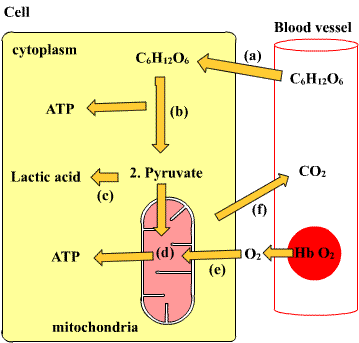 Cell
Blood vessel
cytoplasm
C6H12O6
(a)
C6H12O6
ATP
(b)
Lactic acid
(c)
2. Pyruvate
CO2
(f)
ATP
(d)
(e)
O2
Hb O2
mitochondria